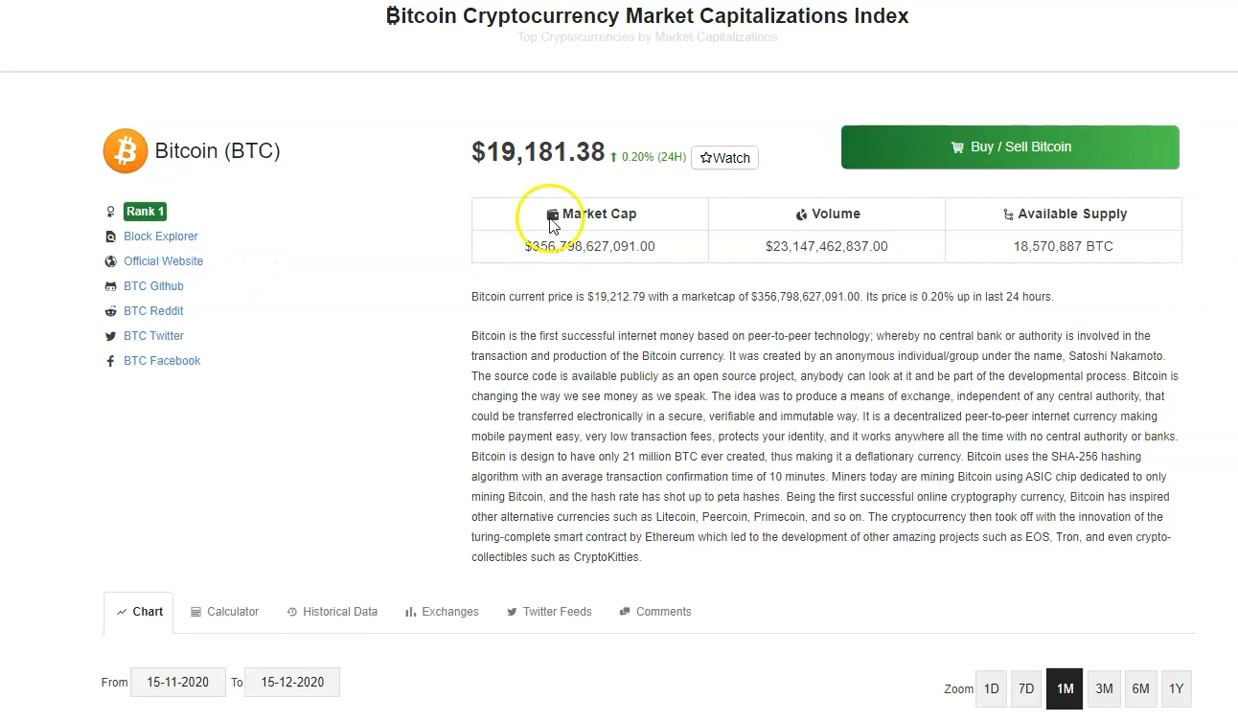 ₿itcoin Cryptocurrency Market Capitalizations Index
Top Cryptocurrencies by Market Capitalizations
Bitcoin (BTC)
Rank 1
Block Explorer
Official Website
BTC Github
BTC Reddit
BTC Twitter
BTC Facebook
$19,181.38 0.20% (24H) Watch
Buy / Sell Bitcoin
Market Cap Volume Available Supply
$356,798,627,091.00 $23,147,462,837.00 18,570,887 BTC
Bitcoin current price is $19,212.79 with a marketcap of $356,798,627,091.00. Its price is 0.20% up in last 24 hours.
Bitcoin is the first successful internet money based on peer-to-peer technology; whereby no central bank or authority is involved in the
transaction and production of the Bitcoin currency. It was created by an anonymous individual/group under the name, Satoshi Nakamoto.
The source code is available publicly as an open source project, anybody can look at it and be part of the developmental process. Bitcoin is
changing the way we see money as we speak. The idea was to produce a means of exchange, independent of any central authority, that
could be transferred electronically in a secure, verifiable and immutable way. It is a decentralized peer-to-peer internet currency making
mobile payment easy, very low transaction fees, protects your identity, and it works anywhere all the time with no central authority or banks.
Bitcoin is design to have only 21 million BTC ever created, thus making it a deflationary currency. Bitcoin uses the SHA-256 hashing
algorithm with an average transaction confirmation time of 10 minutes. Miners today are mining Bitcoin using ASIC chip dedicated to only
mining Bitcoin, and the hash rate has shot up to peta hashes. Being the first successful online cryptography currency, Bitcoin has inspired
other alternative currencies such as Litecoin, Peercoin, Primecoin, and so on. The cryptocurrency then took off with the innovation of the
turing-complete smart contract by Ethereum which led to the development of other amazing projects such as EOS, Tron, and even crypto-
collectibles such as CryptoKitties.
Chart Calculator Historical Data Exchanges Twitter Feeds Comments
From 15-11-2020 To 15-12-2020
Zoom 1D 7D 1M 3M 6M 1Y